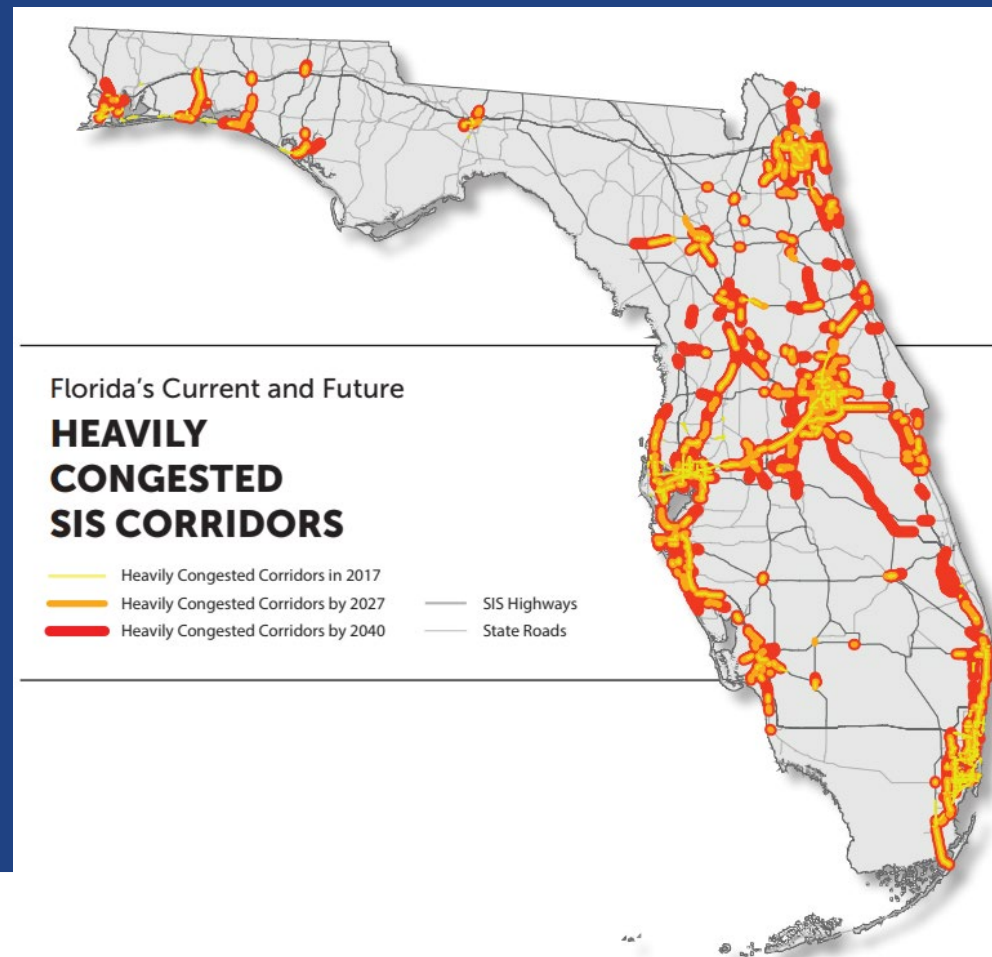 Florida's Current and Future
HEAVILY
CONGESTED
SIS CORRIDORS
Heavily Congested Corridors in 2017
Heavily Congested Corridors by 2027
SIS Highways
Heavily Congested Corridors by 2040
State Roads